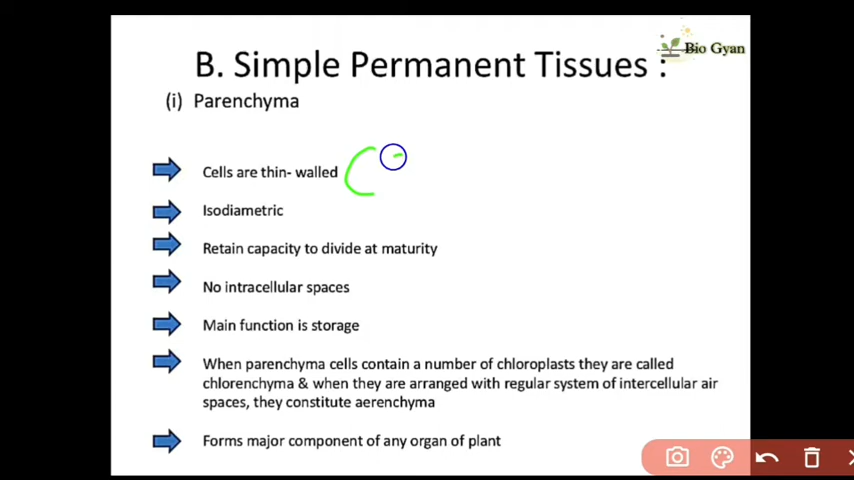 Bio Gyan
B. Simple Permanent Tissues :
(i) Parenchyma
Cells are thin- walled
Isodiametric
Retain capacity to divide at maturity
No intracellular spaces
Main function is storage
When parenchyma cells contain a number of chloroplasts they are called
chlorenchyma & when they are arranged with regular system of intercellular air
spaces, they constitute aerenchyma
Forms major component of any organ of plant